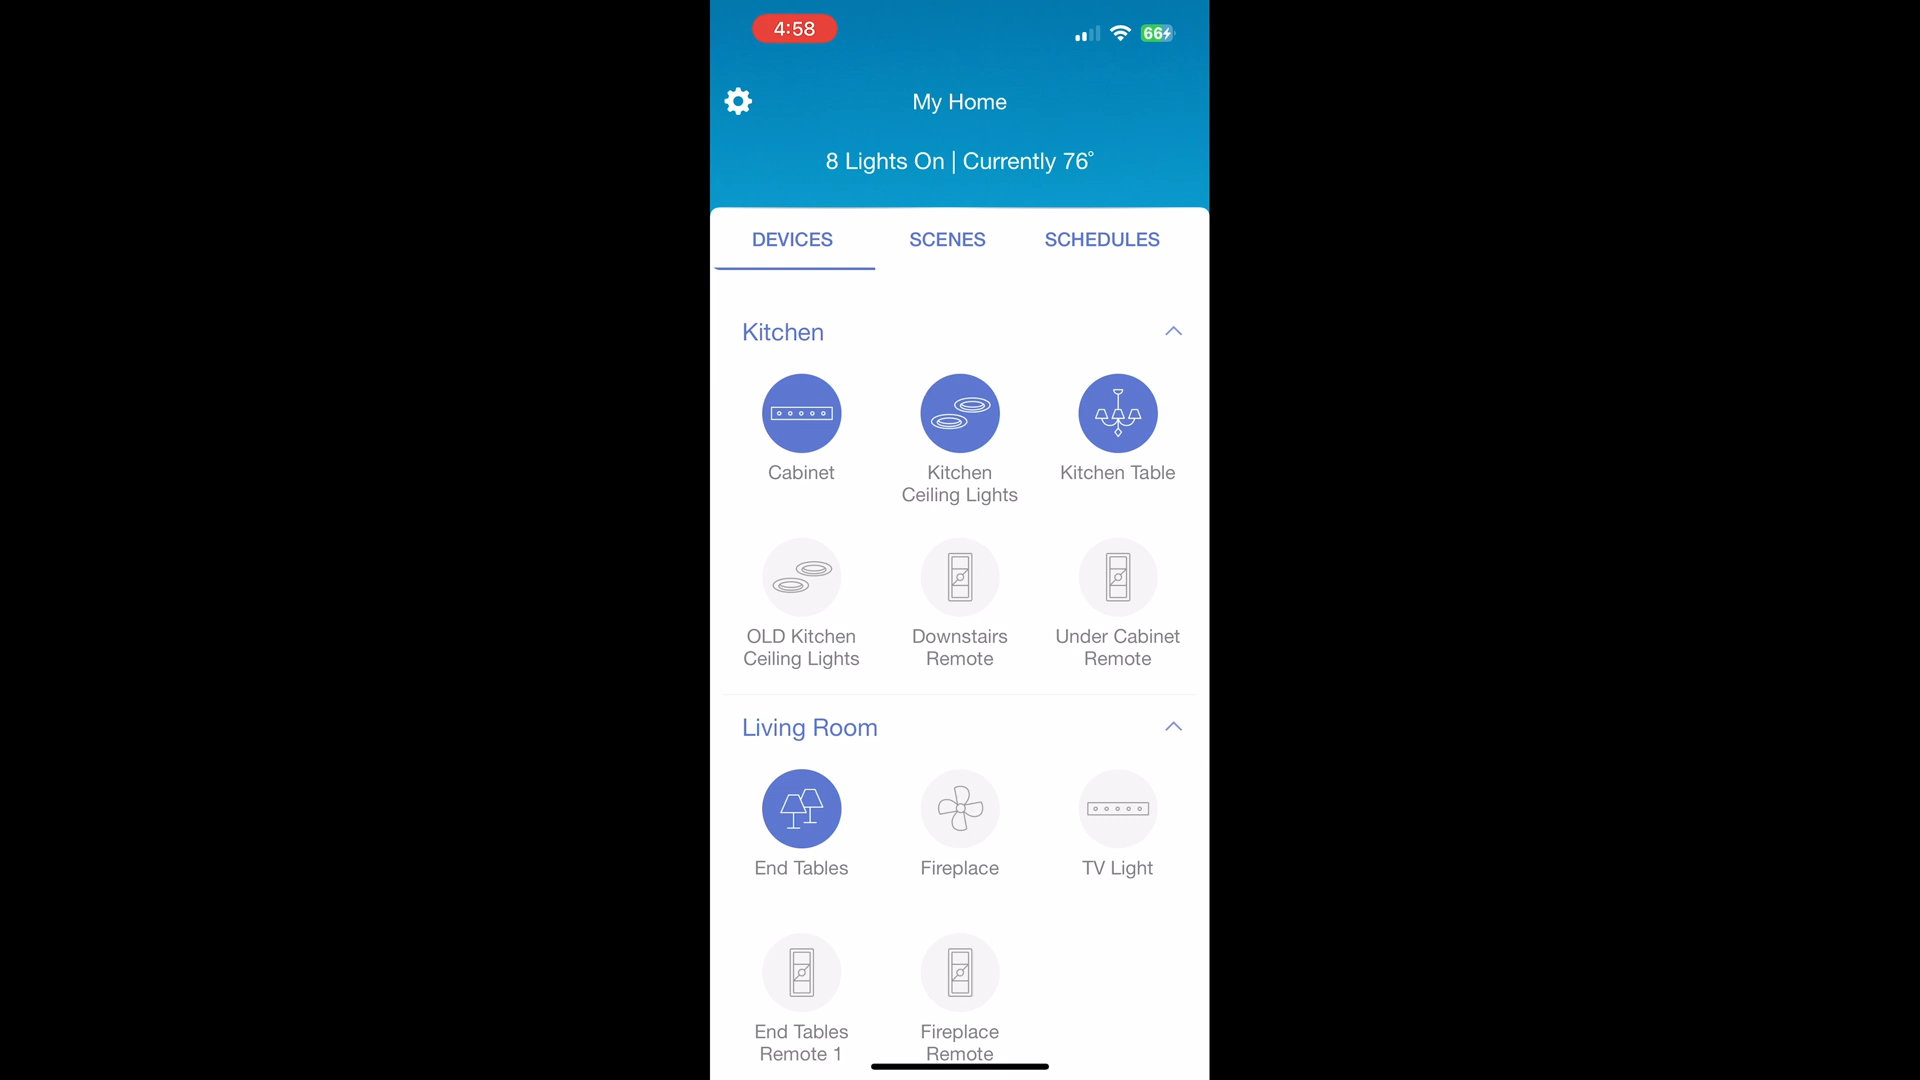 4:58
66
My Home
8 Lights On | Currently 76°
DEVICES SCENES SCHEDULES
Kitchen
Cabinet
Kitchen
Ceiling Lights
Kitchen Table
OLD Kitchen
Ceiling Lights
Downstairs
Remote
Under Cabinet
Remote
Living Room
End Tables
Fireplace
TV Light
End Tables
Remote 1
Fireplace
Remote